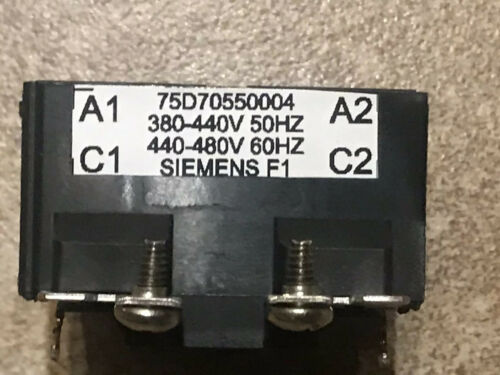 A1 75D70550004 A2
380-440V 50HZ
440-480V 60HZ
C1 SIEMENS F1 C2